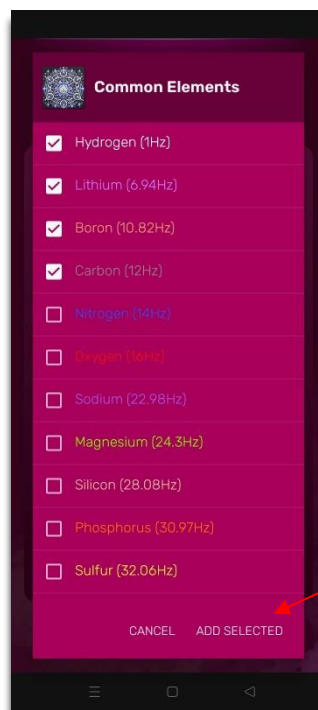 Common Elements
Hydrogen (1Hz)
Lithium (6.94Hz)
Boron (10.82Hz)
Carbon (12Hz)
Nitrogen (14Hz)
Oxygen (16Hz)
Sodium (22.98Hz)
Magnesium (24.3Hz)
Silicon (28.08Hz)
Phosphorus (30.97Hz)
Sulfur (32.06Hz)
CANCEL ADD SELECTED